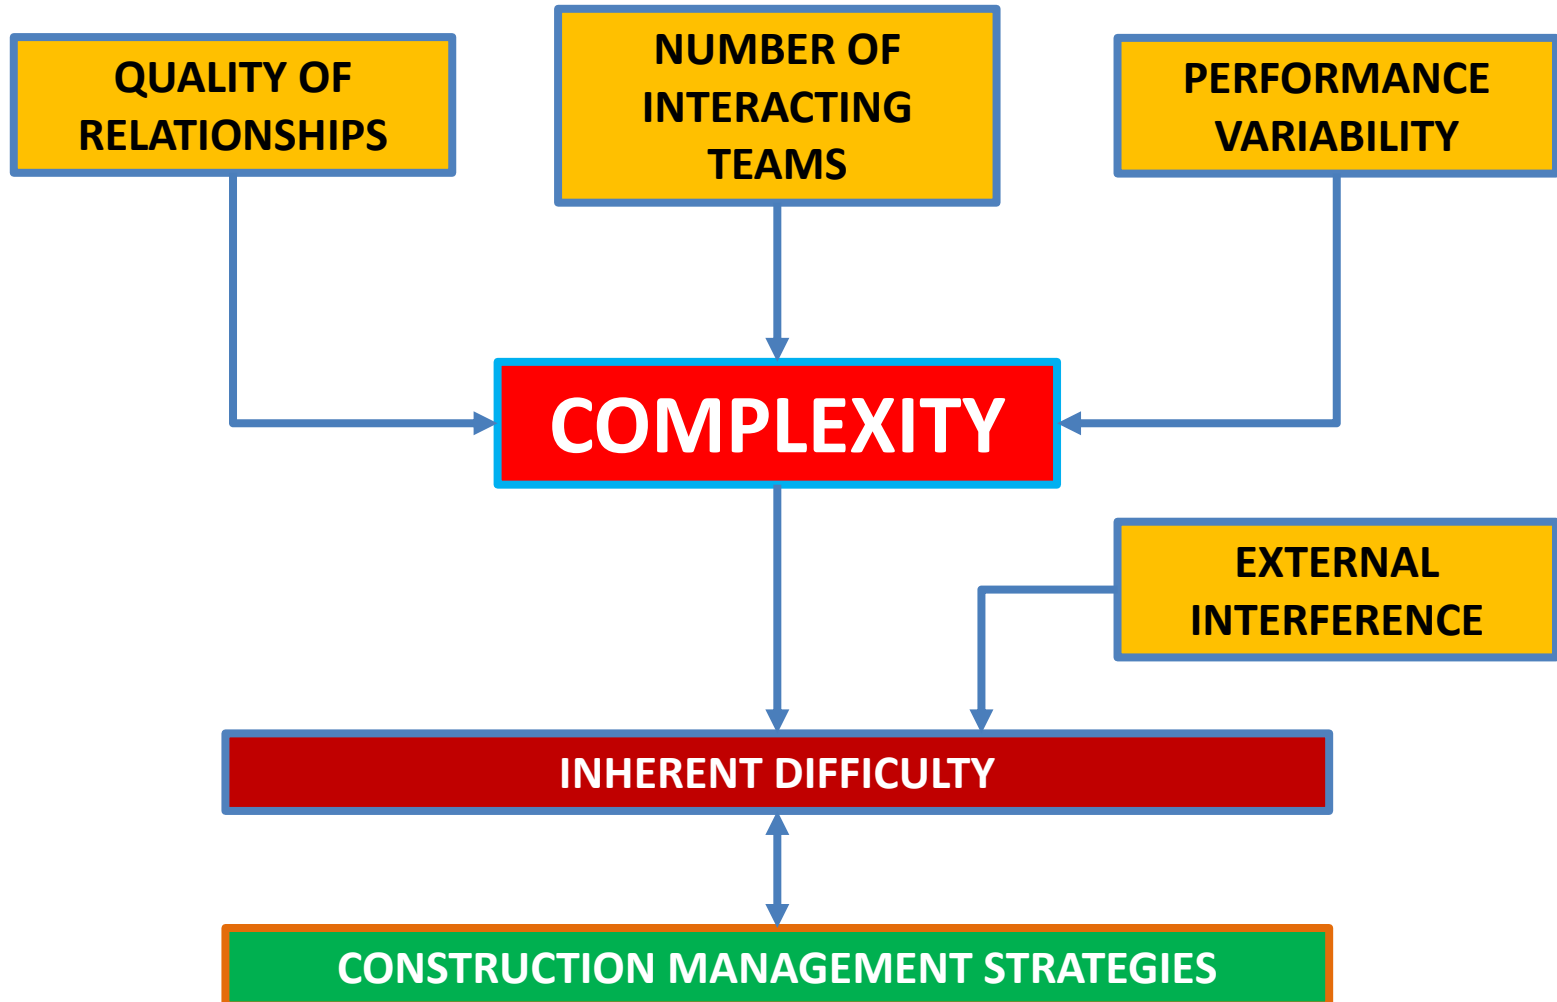 QUALITY OF
RELATIONSHIPS
NUMBER OF
INTERACTING
TEAMS
PERFORMANCE
VARIABILITY
COMPLEXITY
EXTERNAL
INTERFERENCE
INHERENT DIFFICULTY
CONSTRUCTION MANAGEMENT STRATEGIES